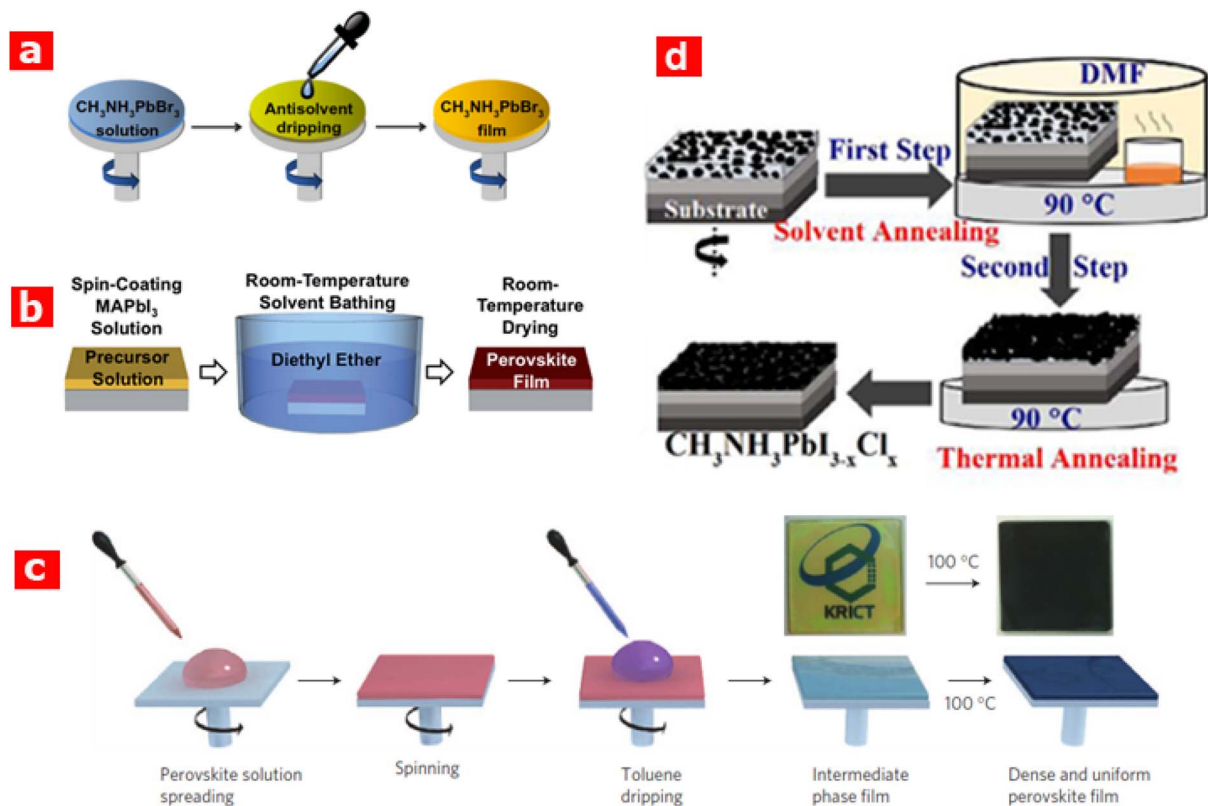 a
CH₃NH₃PbBr₃
solution
Antisolvent
dripping
CH₃NH₃PbBr₃
film
b
Spin-Coating
MAPbI₃
Solution
Precursor
Solution
Room-Temperature
Solvent Bathing
Diethyl Ether
Room-
Temperature
Drying
Perovskite
Film
d
Substrate
First Step
Solvent Annealing
DMF
90 °C
Second Step
90 °C
Thermal Annealing
CH₃NH₃PbI₃₋ₓClₓ
c
KRICT
100 °C
100 °C
Perovskite solution
spreading
Spinning
Toluene
dripping
Intermediate
phase film
Dense and uniform
perovskite film